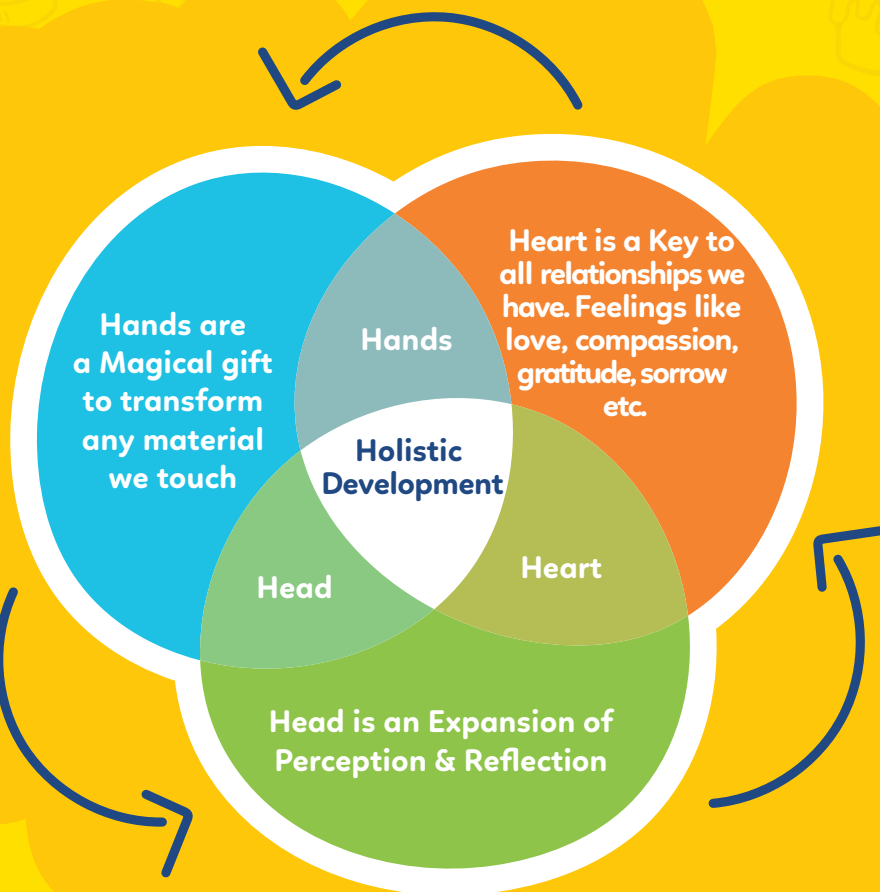 Hands are
a Magical gift
to transform
any material
we touch
Hands
Heart is a Key to
all relationships we
have. Feelings like
love, compassion,
gratitude, sorrow
etc.
Holistic
Development
Head
Heart
Head is an Expansion of
Perception & Reflection